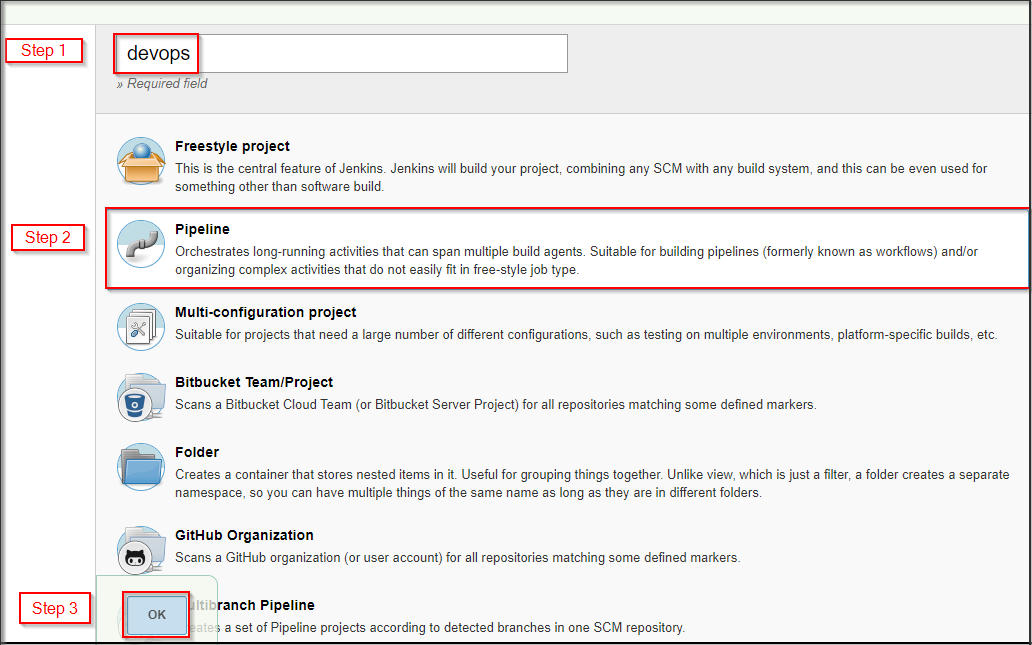 Step 1
devops
» Required field
Freestyle project
This is the central feature of Jenkins. Jenkins will build your project, combining any SCM with any build system, and this can be even used for
something other than software build.
Step 2
Pipeline
Orchestrates long-running activities that can span multiple build agents. Suitable for building pipelines (formerly known as workflows) and/or
organizing complex activities that do not easily fit in free-style job type.
Multi-configuration project
Suitable for projects that need a large number of different configurations, such as testing on multiple environments, platform-specific builds, etc.
Bitbucket Team/Project
Scans a Bitbucket Cloud Team (or Bitbucket Server Project) for all repositories matching some defined markers.
Folder
Creates a container that stores nested items in it. Useful for grouping things together. Unlike view, which is just a filter, a folder creates a separate
namespace, so you can have multiple things of the same name as long as they are in different folders.
GitHub Organization
Scans a GitHub organization (or user account) for all repositories matching some defined markers.
Step 3
OK
ultibranch Pipeline
eates a set of Pipeline projects according to detected branches in one SCM repository.